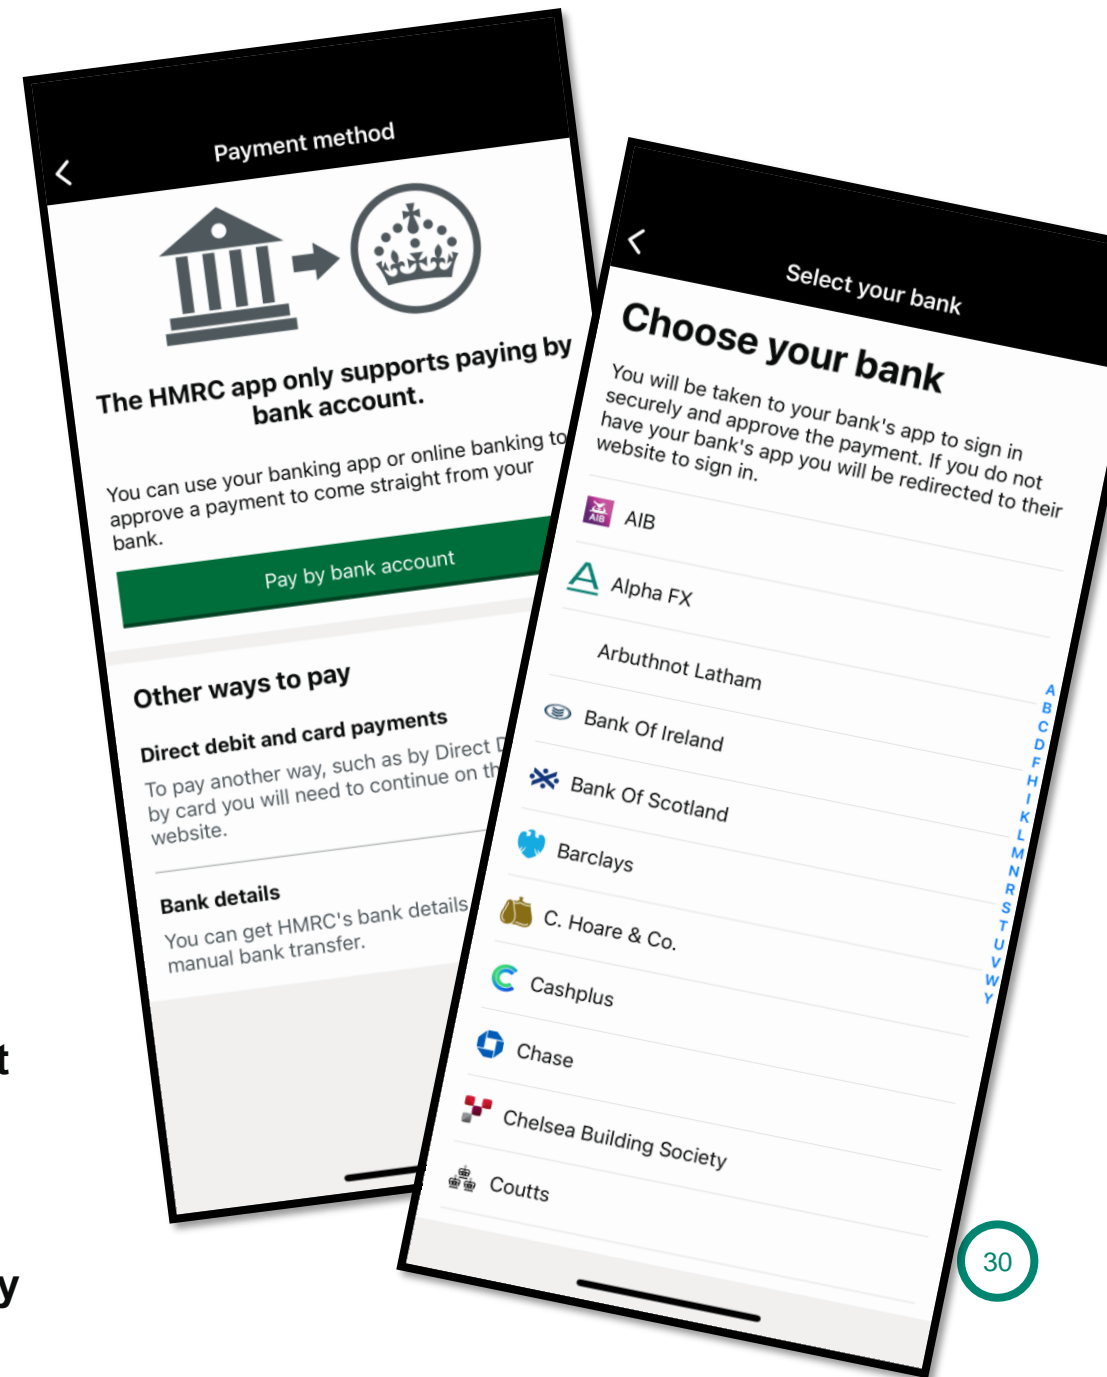 Payment method
The HMRC app only supports paying by
bank account.
You can use your banking app or online banking to
approve a payment to come straight from your
bank.
Pay by bank account
Other ways to pay
Direct debit and card payments
To pay another way, such as by Direct
by card you will need to continue on
website.
Bank details
You can get HMRC's bank details
manual bank transfer.
Select your bank
Choose your bank
You will be taken to your bank's app to sign in
securely and approve the payment. If you do not
have your bank's app you will be redirected to their
website to sign in.
AIB
AIB
Alpha FX
Arbuthnot Latham
Bank Of Ireland
Bank Of Scotland
Barclays
C. Hoare & Co.
Cashplus
Chase
Chelsea Building Society
Coutts
A
B
C
D
F
H
I
K
L
M
N
R
S
T
U
V
W
Y
t
y
30